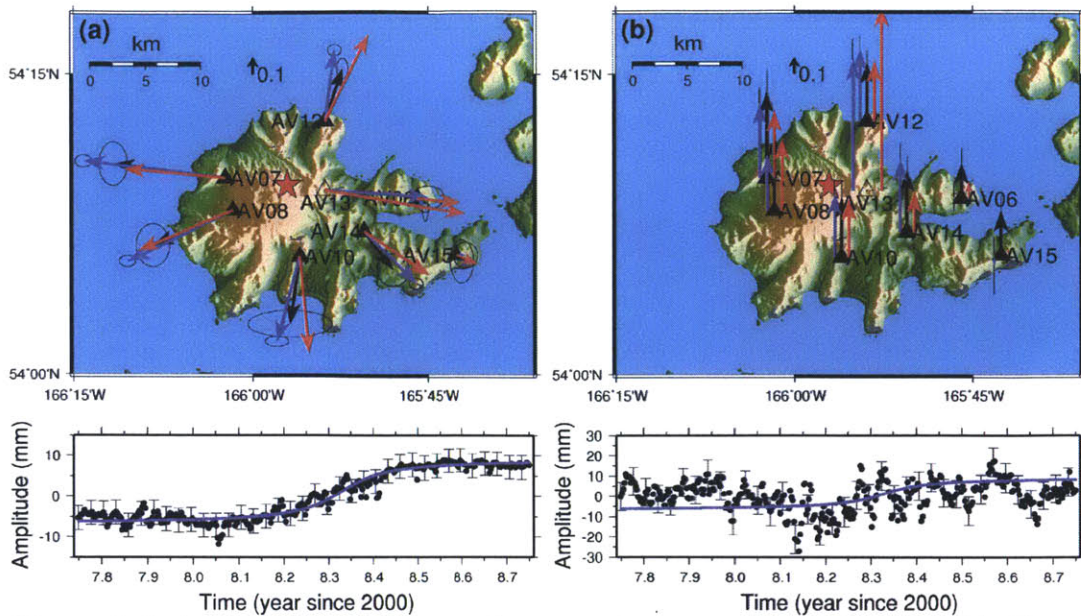 (a)
km
0 5 10
0.1
54°15'
AV12
AV07
AV06
AV08
AV13
AV14
AV15
AV10
54°00'N
166°15'W 166°00'W 165°45'W
(b)
km
0 5 10
0.1
54°15'
AV12
AV07
AV13
AV06
AV08
AV14
AV10
AV15
54°00'N
166°15'W 166°00'W 165°45'W
Amplitude (mm)
10
0
-10
7.8 7.9 8.0 8.1 8.2 8.3 8.4 8.5 8.6 8.7
Time (year since 2000)
Amplitude (mm)
30
20
10
0
-10
-20
-30
7.8 7.9 8.0 8.1 8.2 8.3 8.4 8.5 8.6 8.7
Time (year since 2000)